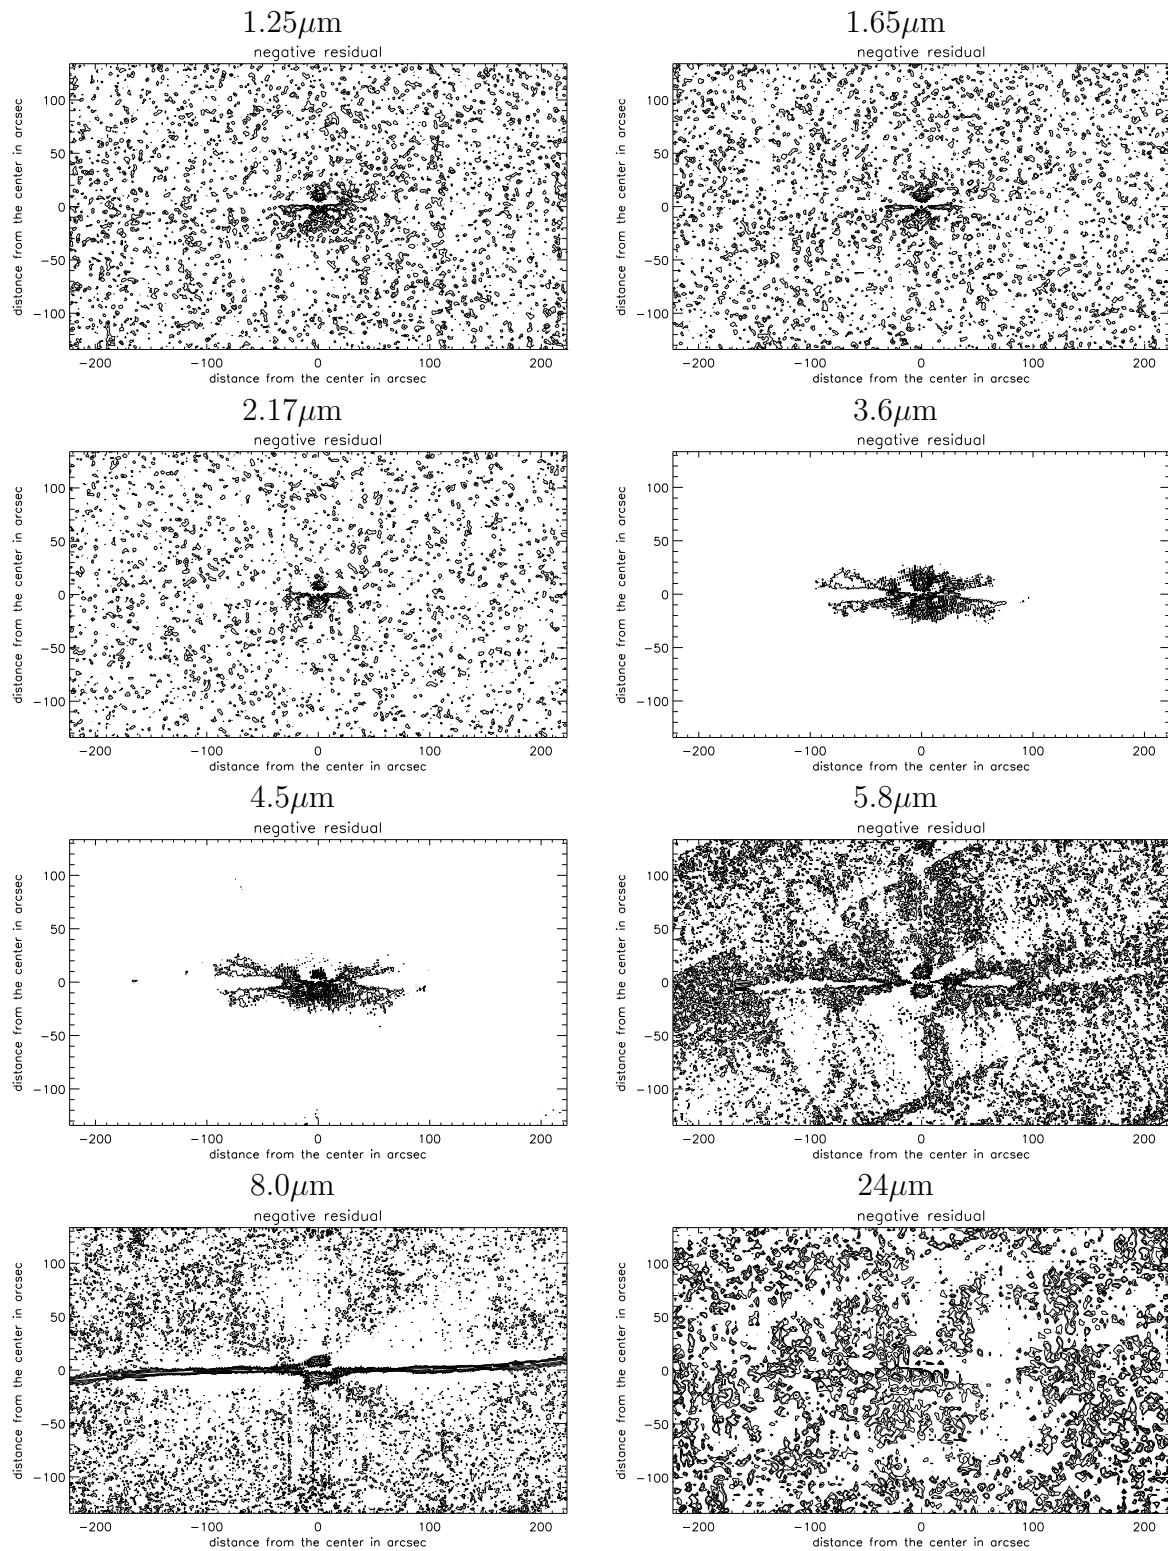 1.25μm 1.65μm
negative residual negative residual
distance from the center in arcsec 100 50 0 −50 −100 distance from the center in arcsec 100 50 0 −50 −100
−200 −100 0 100 200 −200 −100 0 100 200
distance from the center in arcsec distance from the center in arcsec
2.17μm 3.6μm
negative residual negative residual
distance from the center in arcsec 100 50 0 −50 −100 distance from the center in arcsec 100 50 0 −50 −100
−200 −100 0 100 200 −200 −100 0 100 200
distance from the center in arcsec distance from the center in arcsec
4.5μm 5.8μm
negative residual negative residual
distance from the center in arcsec 100 50 0 −50 −100 distance from the center in arcsec 100 50 0 −50 −100
−200 −100 0 100 200 −200 −100 0 100 200
distance from the center in arcsec distance from the center in arcsec
8.0μm 24μm
negative residual negative residual
distance from the center in arcsec 100 50 0 −50 −100 distance from the center in arcsec 100 50 0 −50 −100
−200 −100 0 100 200 −200 −100 0 100 200
distance from the center in arcsec distance from the center in arcsec